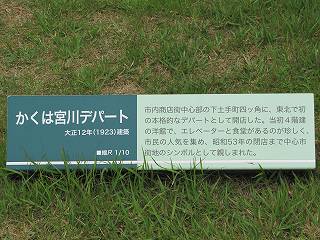 かくは宮川デパート
大正12年(1923)建築
■縮尺 1/10
市内商店街中心部の下土手町四ッ角に、東北で初
の本格的なデパートとして開店した。当初4階建
の洋館で、エレベーターと食堂があるのが珍しく、
市民の人気を集め、昭和53年の閉店まで中心市
街地のシンボルとして親しまれた。